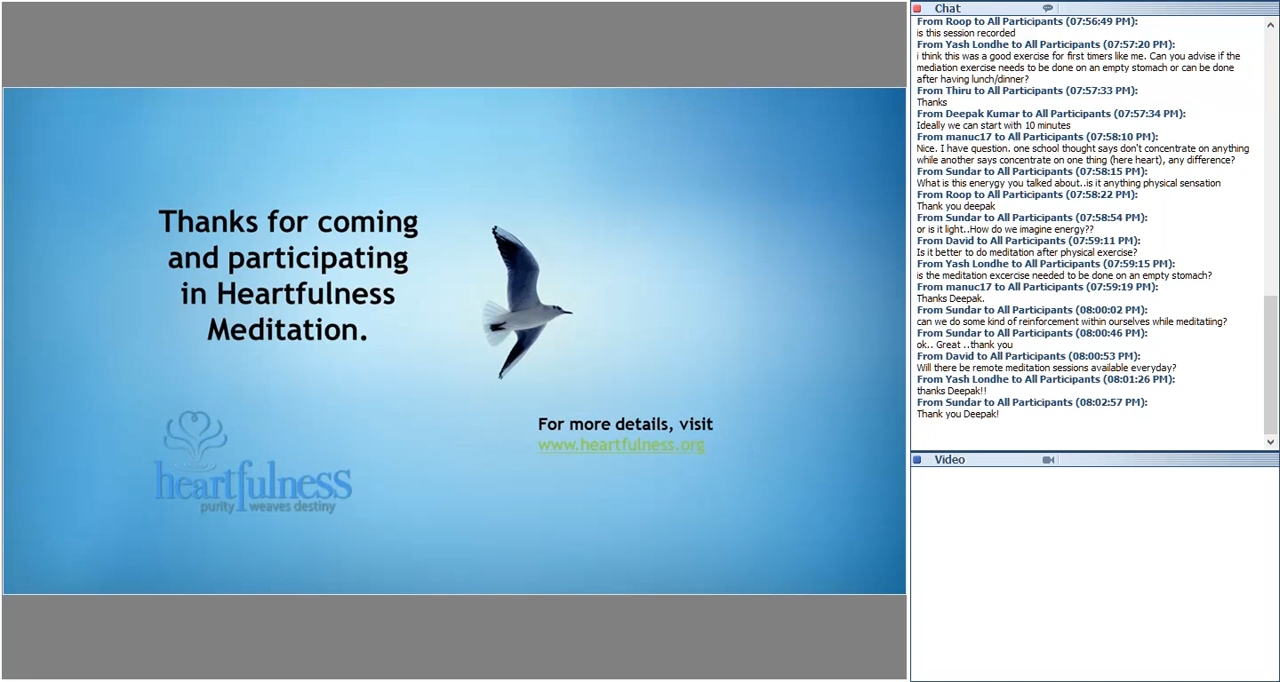 Thanks for coming
and participating
in Heartfulness
Meditation.
For more details, visit
www.heartfulness.org
heartfulness
purity weaves destiny
Chat
From Roop to All Participants (07:56:49 PM):
is this session recorded
From Yash Londhe to All Participants (07:57:20 PM):
i think this was a good exercise for first timers like me. Can you advise if the
mediation exercise needs to be done on an empty stomach or can be done
after having lunch/dinner?
From Thiru to All Participants (07:57:33 PM):
Thanks
From Deepak Kumar to All Participants (07:57:34 PM):
Ideally we can start with 10 minutes
From manuc17 to All Participants (07:58:10 PM):
Nice. I have question. one school thought says don't concentrate on anything
while another says concentrate on one thing (here heart), any difference?
From Sundar to All Participants (07:58:15 PM):
What is this enerygy you talked about..is it anything physical sensation
From Roop to All Participants (07:58:22 PM):
Thank you deepak
From Sundar to All Participants (07:58:54 PM):
or is it light..How do we imagine energy??
From David to All Participants (07:59:11 PM):
Is it better to do meditation after physical exercise?
From Yash Londhe to All Participants (07:59:15 PM):
is the meditation excercise needed to be done on an empty stomach?
From manuc17 to All Participants (07:59:19 PM):
Thanks Deepak.
From Sundar to All Participants (08:00:02 PM):
can we do some kind of reinforcement within ourselves while meditatiing?
From Sundar to All Participants (08:00:46 PM):
ok.. Great ..thank you
From David to All Participants (08:00:53 PM):
Will there be remote meditation sessions available everyday?
From Yash Londhe to All Participants (08:01:26 PM):
thanks Deepak!!
From Sundar to All Participants (08:02:57 PM):
Thank you Deepak!
Video